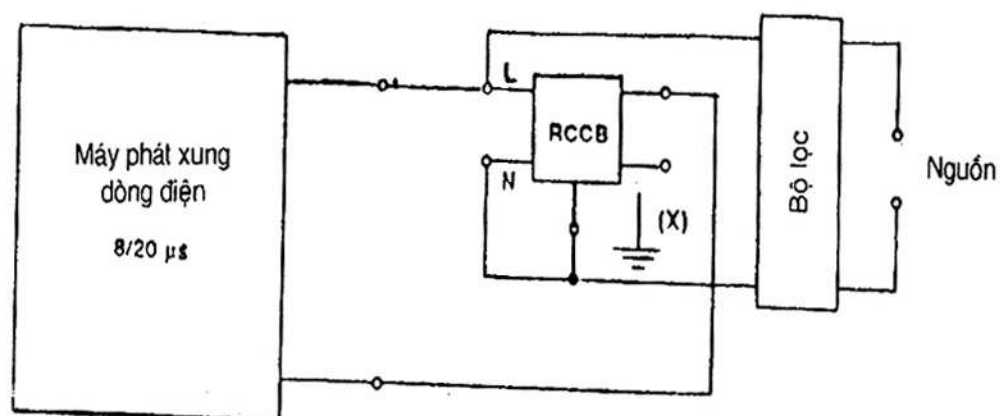 Máy phát xung
dòng điện
8/20 µs
L
RCCB
N
(X)
Bộ lọc
Nguồn